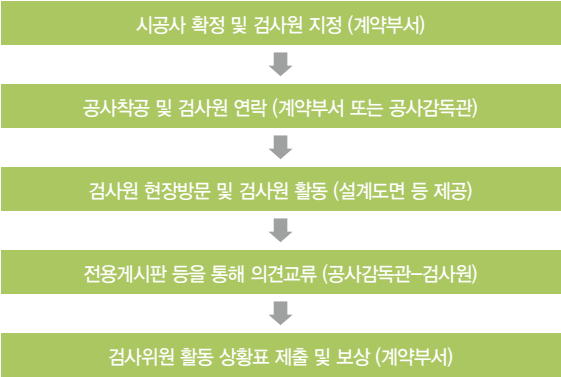 시공사 확정 및 검사원 지정 (계약부서)
공사착공 및 검사원 연락 (계약부서 또는 공사감독관)
검사원 현장방문 및 검사원 활동 (설계도면 등 제공)
전용게시판 등을 통해 의견교류 (공사감독관–검사원)
검사위원 활동 상황표 제출 및 보상 (계약부서)